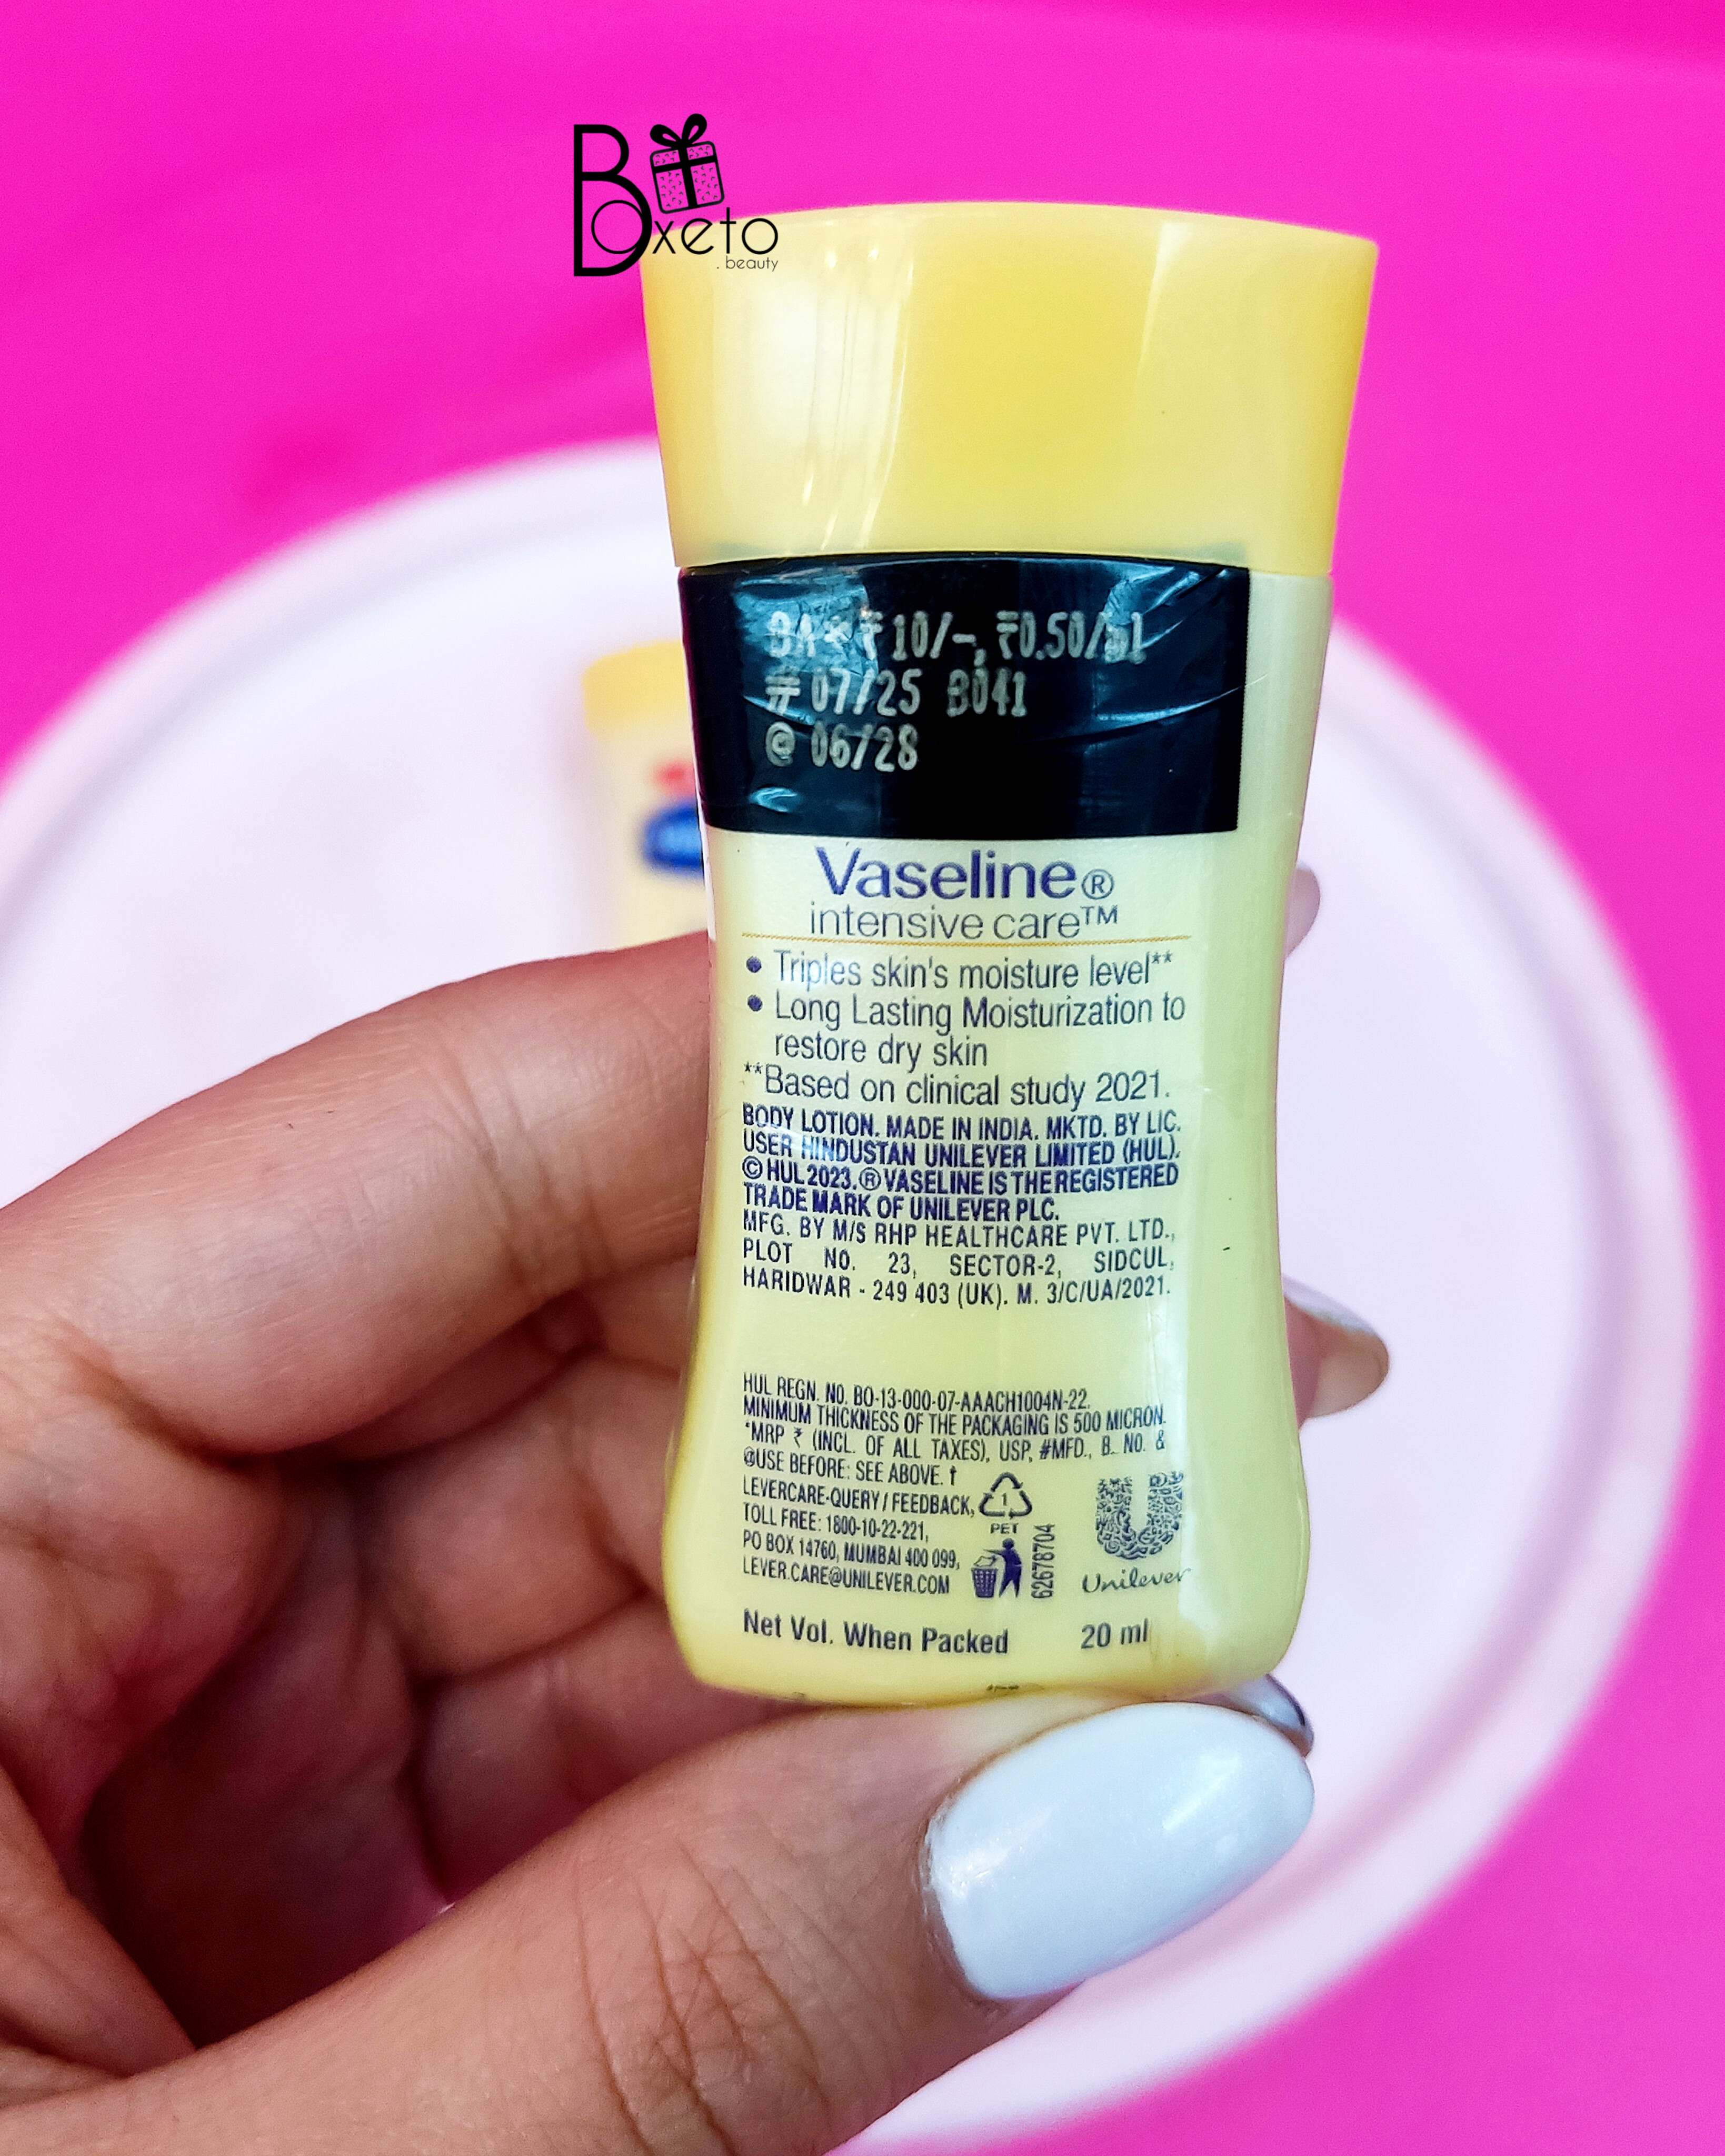 Boxeto
. beauty
₹ 10/-, ₹0.50/ml
# 07/25 B041
@ 06/28
Vaseline®
intensive care™
• Triples skin's moisture level**
• Long Lasting Moisturization to
restore dry skin
**Based on clinical study 2021.
BODY LOTION. MADE IN INDIA. MKTD. BY LIC.
USER HINDUSTAN UNILEVER LIMITED (HUL).
© HUL 2023. ® VASELINE IS THE REGISTERED
TRADE MARK OF UNILEVER PLC.
MFG. BY M/S RHP HEALTHCARE PVT. LTD.,
PLOT NO. 23, SECTOR-2, SIDCUL,
HARIDWAR - 249 403 (UK). M. 3/C/UA/2021.
HUL REGN. NO. BO-13-000-07-AAACH1004N-22.
MINIMUM THICKNESS OF THE PACKAGING IS 500 MICRON.
*MRP ₹ (INCL. OF ALL TAXES), USP, #MFD., B. NO. &
@USE BEFORE: SEE ABOVE. †
LEVERCARE-QUERY / FEEDBACK,
TOLL FREE: 1800-10-22-221,
PO BOX 14760, MUMBAI 400 099,
LEVER.CARE@UNILEVER.COM
1
PET
62678704
Unilever
Net Vol. When Packed 20 ml